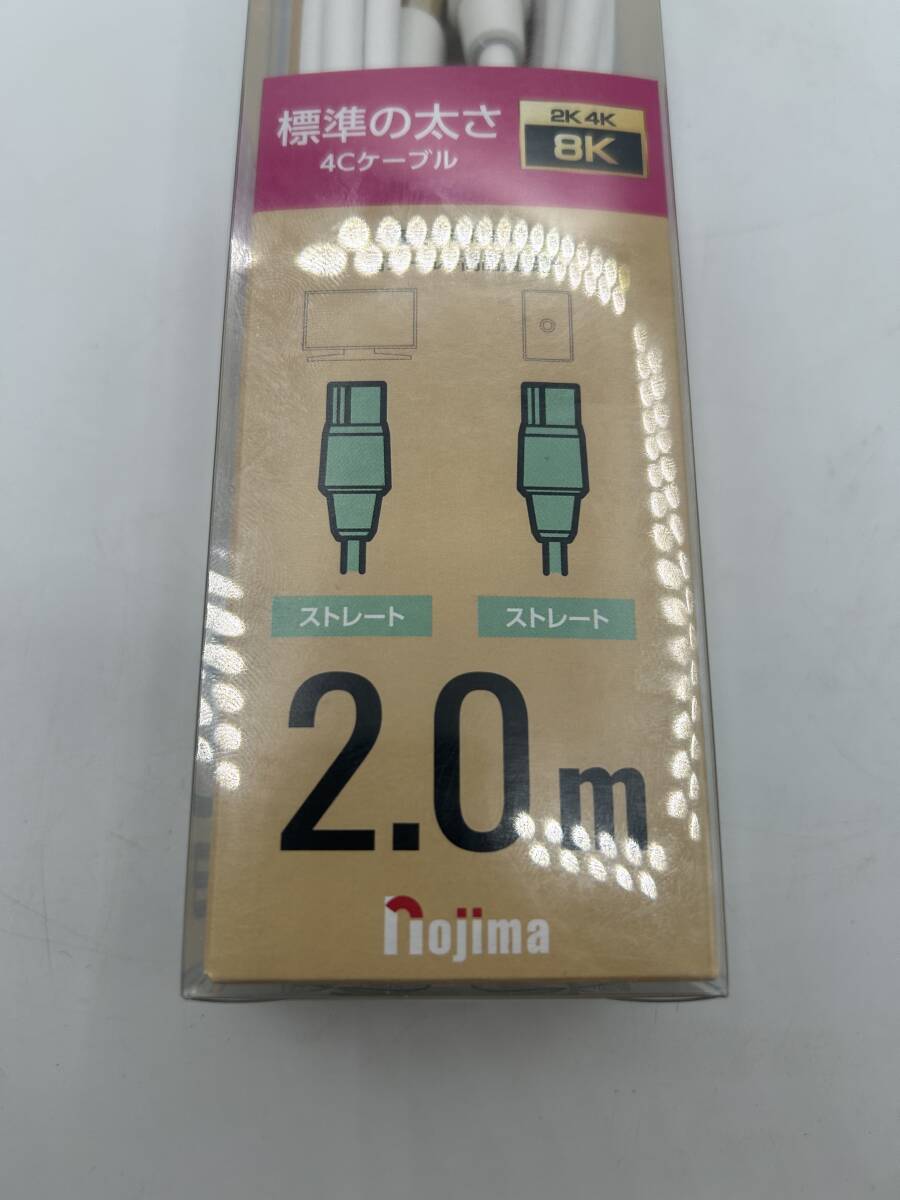 標準の太さ
2K 4K
4Cケーブル
8K
ストレート
ストレート
2.0m
nojima